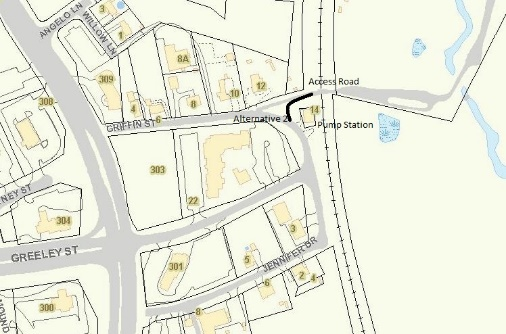 ANGELO LN
WILLOW LN
3
1
309
308
8A
8
10
12
4
6
Access Road
14
GRIFFIN ST
Alternative 2
Pump Station
303
22
NEY ST
304
GREELEY ST
301
3
5
JENNIFER DR
2
4
6
8
300
UNION